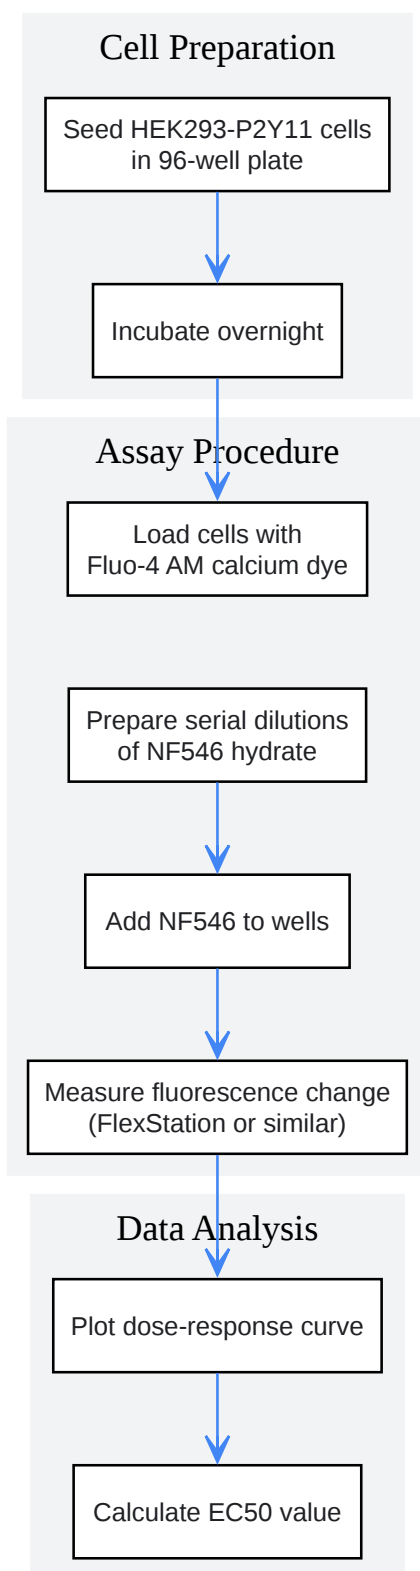 Cell Preparation
Seed HEK293-P2Y11 cells
in 96-well plate
Incubate overnight
Assay Procedure
Load cells with
Fluo-4 AM calcium dye
Prepare serial dilutions
of NF546 hydrate
Add NF546 to wells
Measure fluorescence change
(FlexStation or similar)
Data Analysis
Plot dose-response curve
Calculate EC50 value